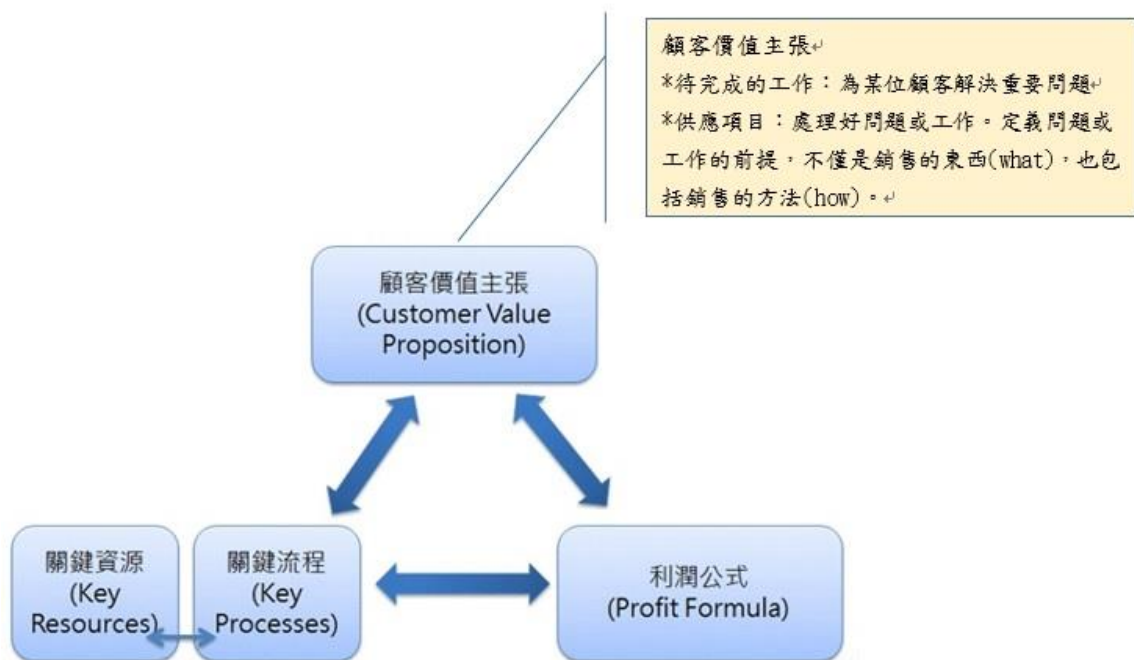 顧客價值主張↵
*待完成的工作：為某位顧客解決重要問題↵
*供應項目：處理好問題或工作。定義問題或
工作的前提，不僅是銷售的東西(what)，也包
括銷售的方法(how)。↵
顧客價值主張
(Customer Value
Proposition)
關鍵資源
(Key
Resources)
關鍵流程
(Key
Processes)
利潤公式
(Profit Formula)